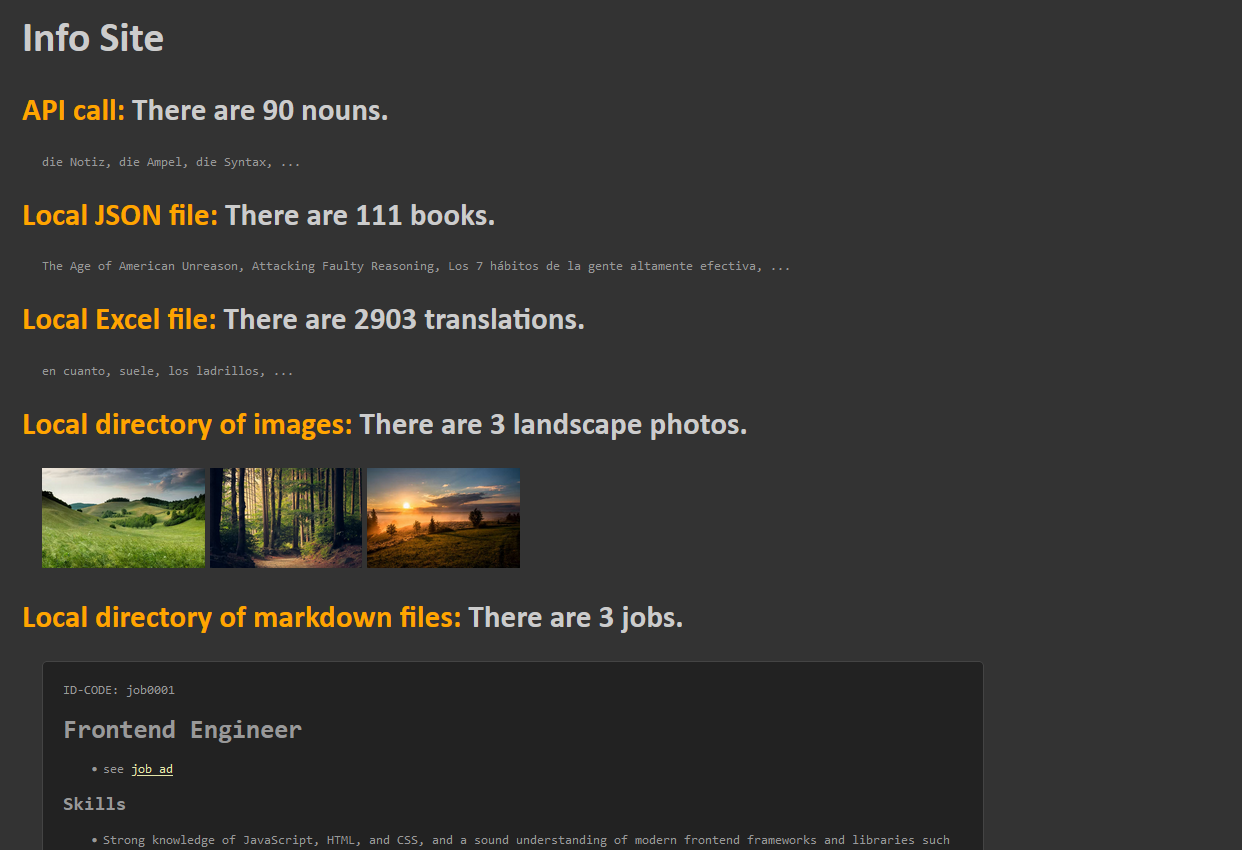 Info Site
API call: There are 90 nouns.
die Notiz, die Ampel, die Syntax, ...
Local JSON file: There are 111 books.
The Age of American Unreason, Attacking Faulty Reasoning, Los 7 hábitos de la gente altamente efectiva, ...
Local Excel file: There are 2903 translations.
en cuanto, suele, los ladrillos, ...
Local directory of images: There are 3 landscape photos.
Local directory of markdown files: There are 3 jobs.
ID-CODE: job0001
Frontend Engineer
• see job ad
Skills
• Strong knowledge of JavaScript, HTML, and CSS, and a sound understanding of modern frontend frameworks and libraries such